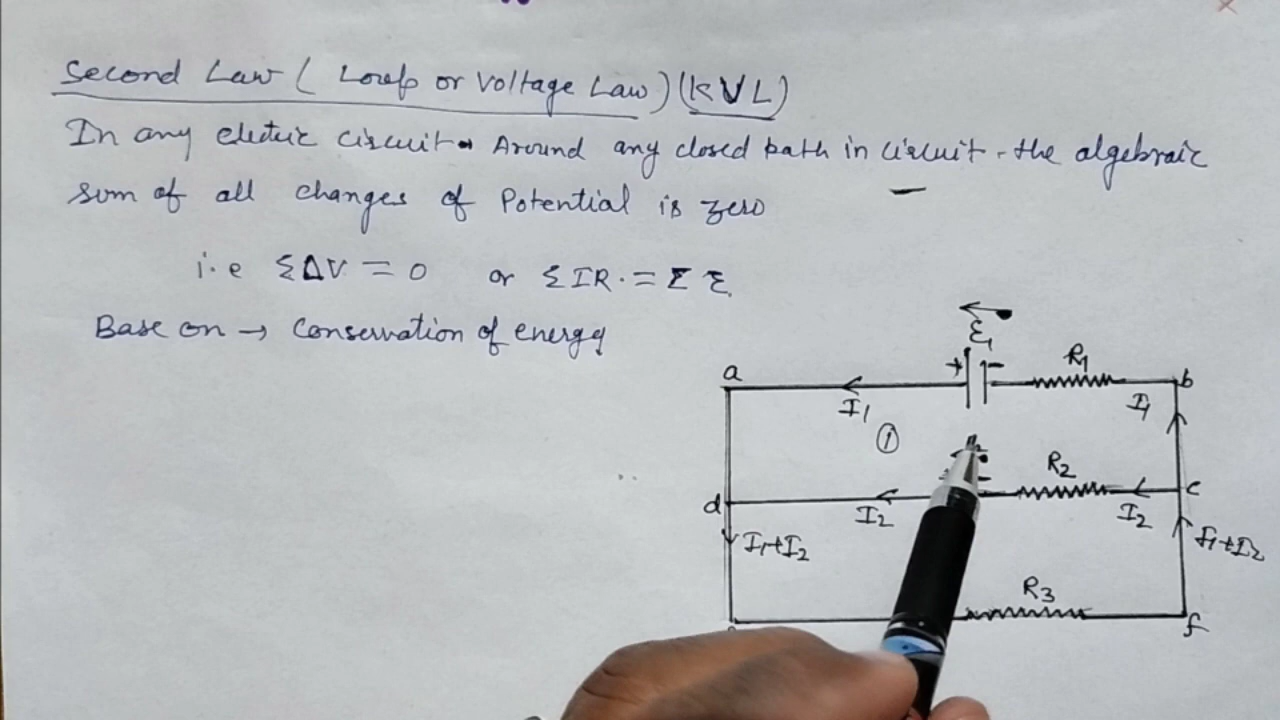 Second Law ( Loop or Voltage Law) (KVL)
In any electric circuit Around any closed path in circuit - the algebraic
sum of all changes of Potential is zero
i.e ΣΔV = 0 or ΣIR = Σ ε
Base on → Conservation of energy
ε1
+ - R1
a b
I1 I1
①
R2
-
d c
I2 I2
I1+I2 I1+I2
R3
f